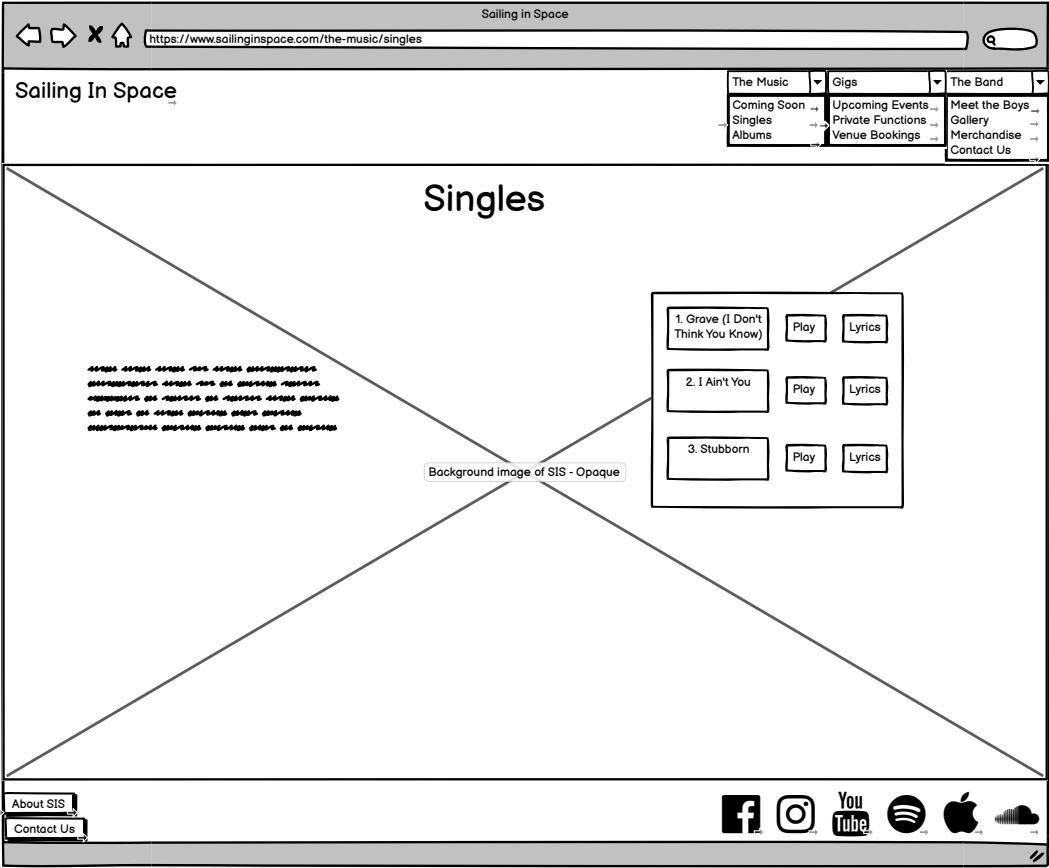 Sailing in Space
https://www.sailinginspace.com/the-music/singles
Sailing In Space
The Music
Gigs
The Band
Coming Soon
Singles
Albums
Upcoming Events
Private Functions
Venue Bookings
Meet the Boys
Gallery
Merchandise
Contact Us
Singles
1. Grave (I Don't
Think You Know)
Play
Lyrics
2. I Ain't You
Play
Lyrics
3. Stubborn
Play
Lyrics
Background image of SIS - Opaque
About SIS
Contact Us
You
Tube